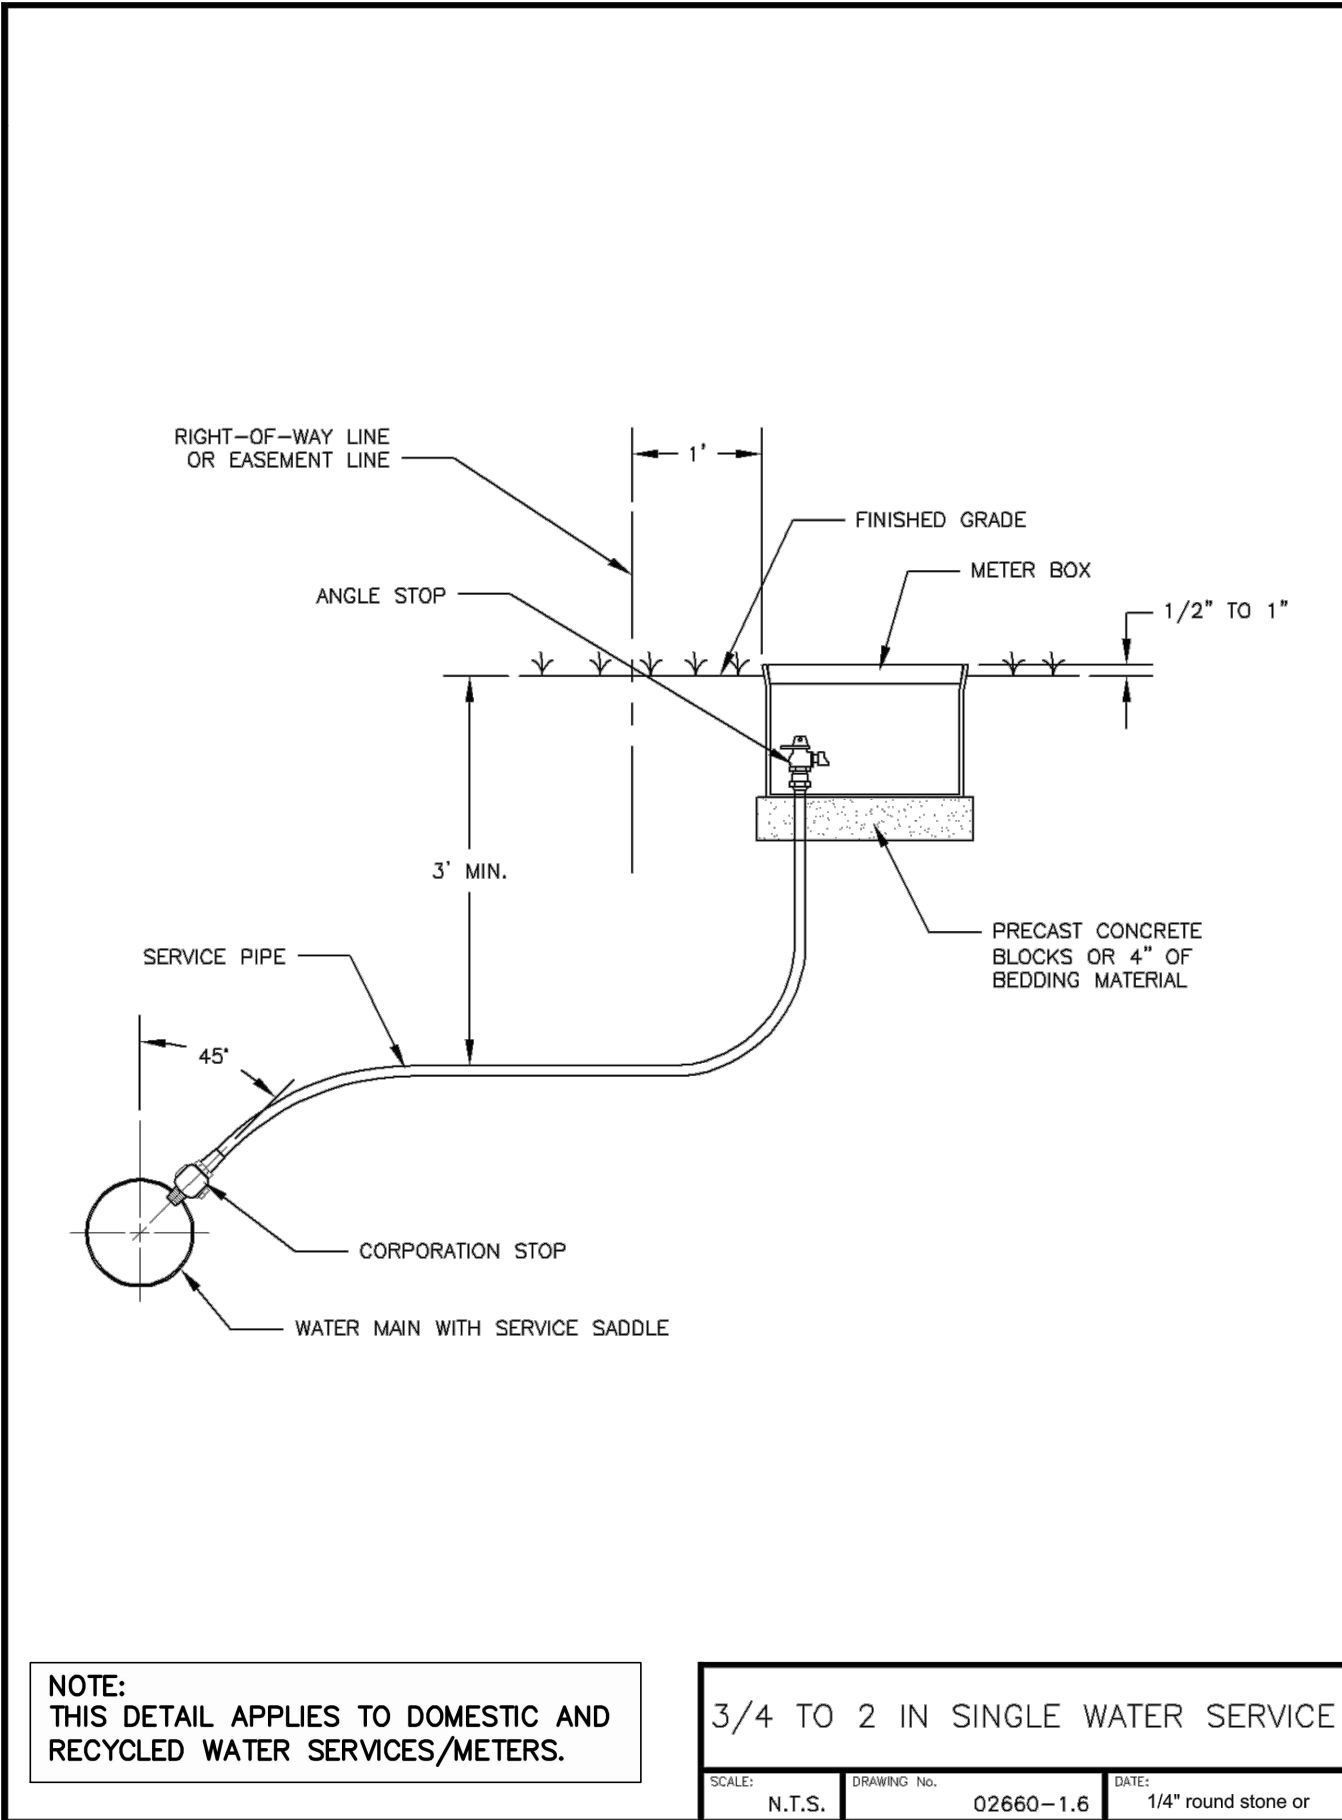 RIGHT-OF-WAY LINE
OR EASEMENT LINE
1'
FINISHED GRADE
METER BOX
ANGLE STOP
1/2" TO 1"
3' MIN.
PRECAST CONCRETE
BLOCKS OR 4" OF
BEDDING MATERIAL
SERVICE PIPE
45°
CORPORATION STOP
WATER MAIN WITH SERVICE SADDLE
NOTE:
THIS DETAIL APPLIES TO DOMESTIC AND
RECYCLED WATER SERVICES/METERS.
3/4 TO 2 IN SINGLE WATER SERVICE
SCALE:
N.T.S.
DRAWING No.
02660-1.6
DATE:
1/4" round stone or